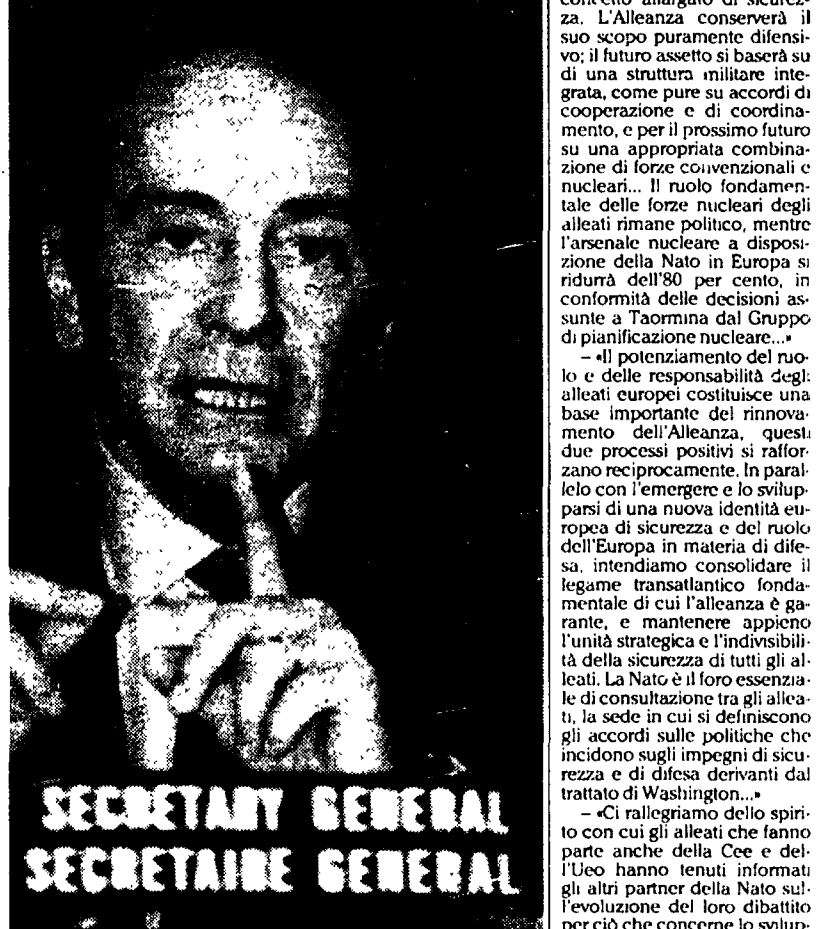 SECRETARY GENERAL
SECRETAIRE GENERAL
concetto allargato di sicurez-
za. L'Alleanza conserverà il
suo scopo puramente difensi-
vo; il futuro assetto si baserà su
di una struttura militare inte-
grata, come pure su accordi di
cooperazione e di coordina-
mento, e per il prossimo futuro
su una appropriata combina-
zione di forze convenzionali e
nucleari... Il ruolo fondamen-
tale delle forze nucleari degli
alleati rimane politico, mentre
l'arsenale nucleare a disposi-
zione della Nato in Europa si
ridurrà dell'80 per cento, in
conformità delle decisioni as-
sunte a Taormina dal Gruppo
di pianificazione nucleare...»
– «Il potenziamento del ruo-
lo e delle responsabilità degli
alleati europei costituisce una
base importante del rinnova-
mento dell'Alleanza, questi
due processi positivi si raffor-
zano reciprocamente. In paral-
lelo con l'emergere e lo svilup-
parsi di una nuova identità eu-
ropea di sicurezza e del ruolo
dell'Europa in materia di dife-
sa, intendiamo consolidare il
legame transatlantico fonda-
mentale di cui l'alleanza è ga-
rante, e mantenere appieno
l'unità strategica e l'indivisibili-
tà della sicurezza di tutti gli al-
leati. La Nato è il foro essenzia-
le di consultazione tra gli allea-
ti, la sede in cui si definiscono
gli accordi sulle politiche che
incidono sugli impegni di sicu-
rezza e di difesa derivanti dal
trattato di Washington...»
– «Ci rallegriamo dello spiri-
to con cui gli alleati che fanno
parte anche della Cee e del-
l'Ueo hanno tenuti informati
gli altri partner della Nato sul-
l'evoluzione del loro dibattito
per ciò che concerne lo svilup-